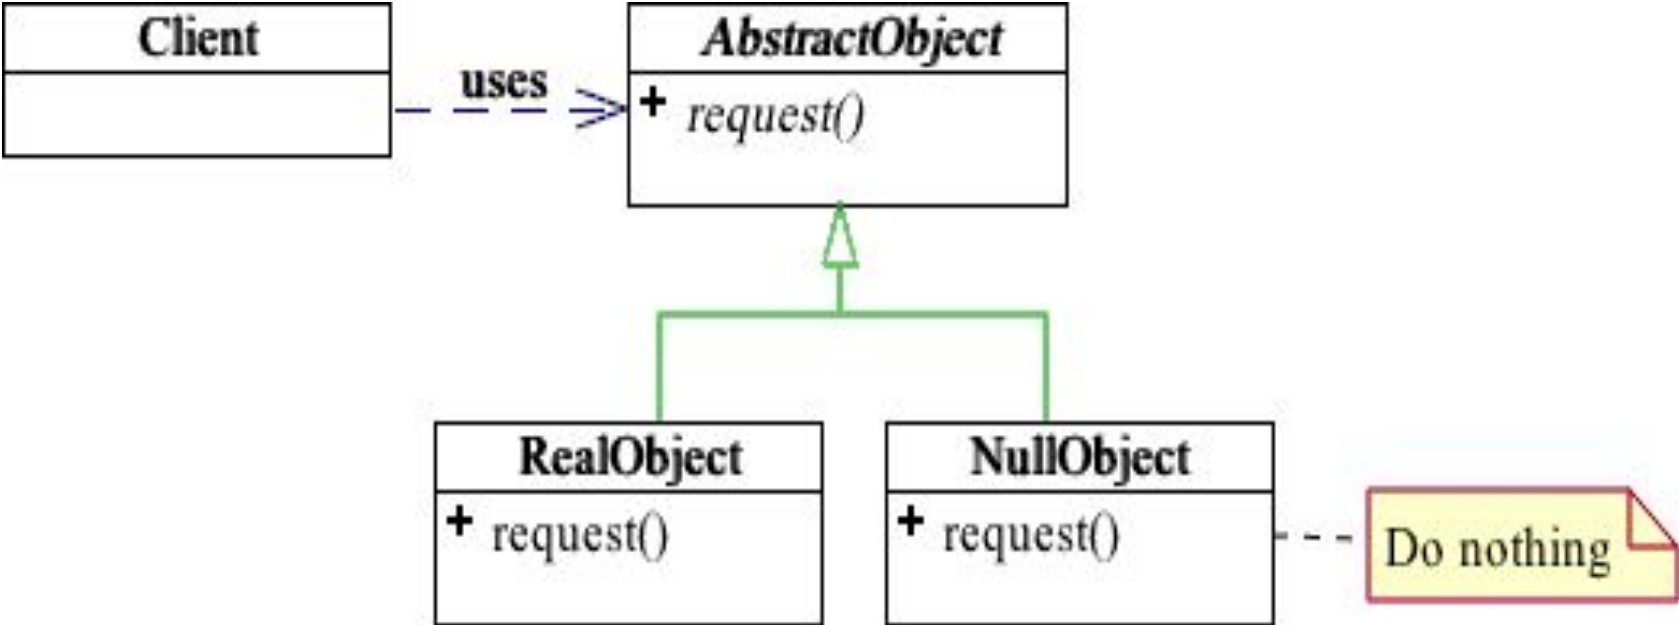 Client
AbstractObject
uses
+ request()
RealObject
NullObject
+ request()
+ request()
Do nothing